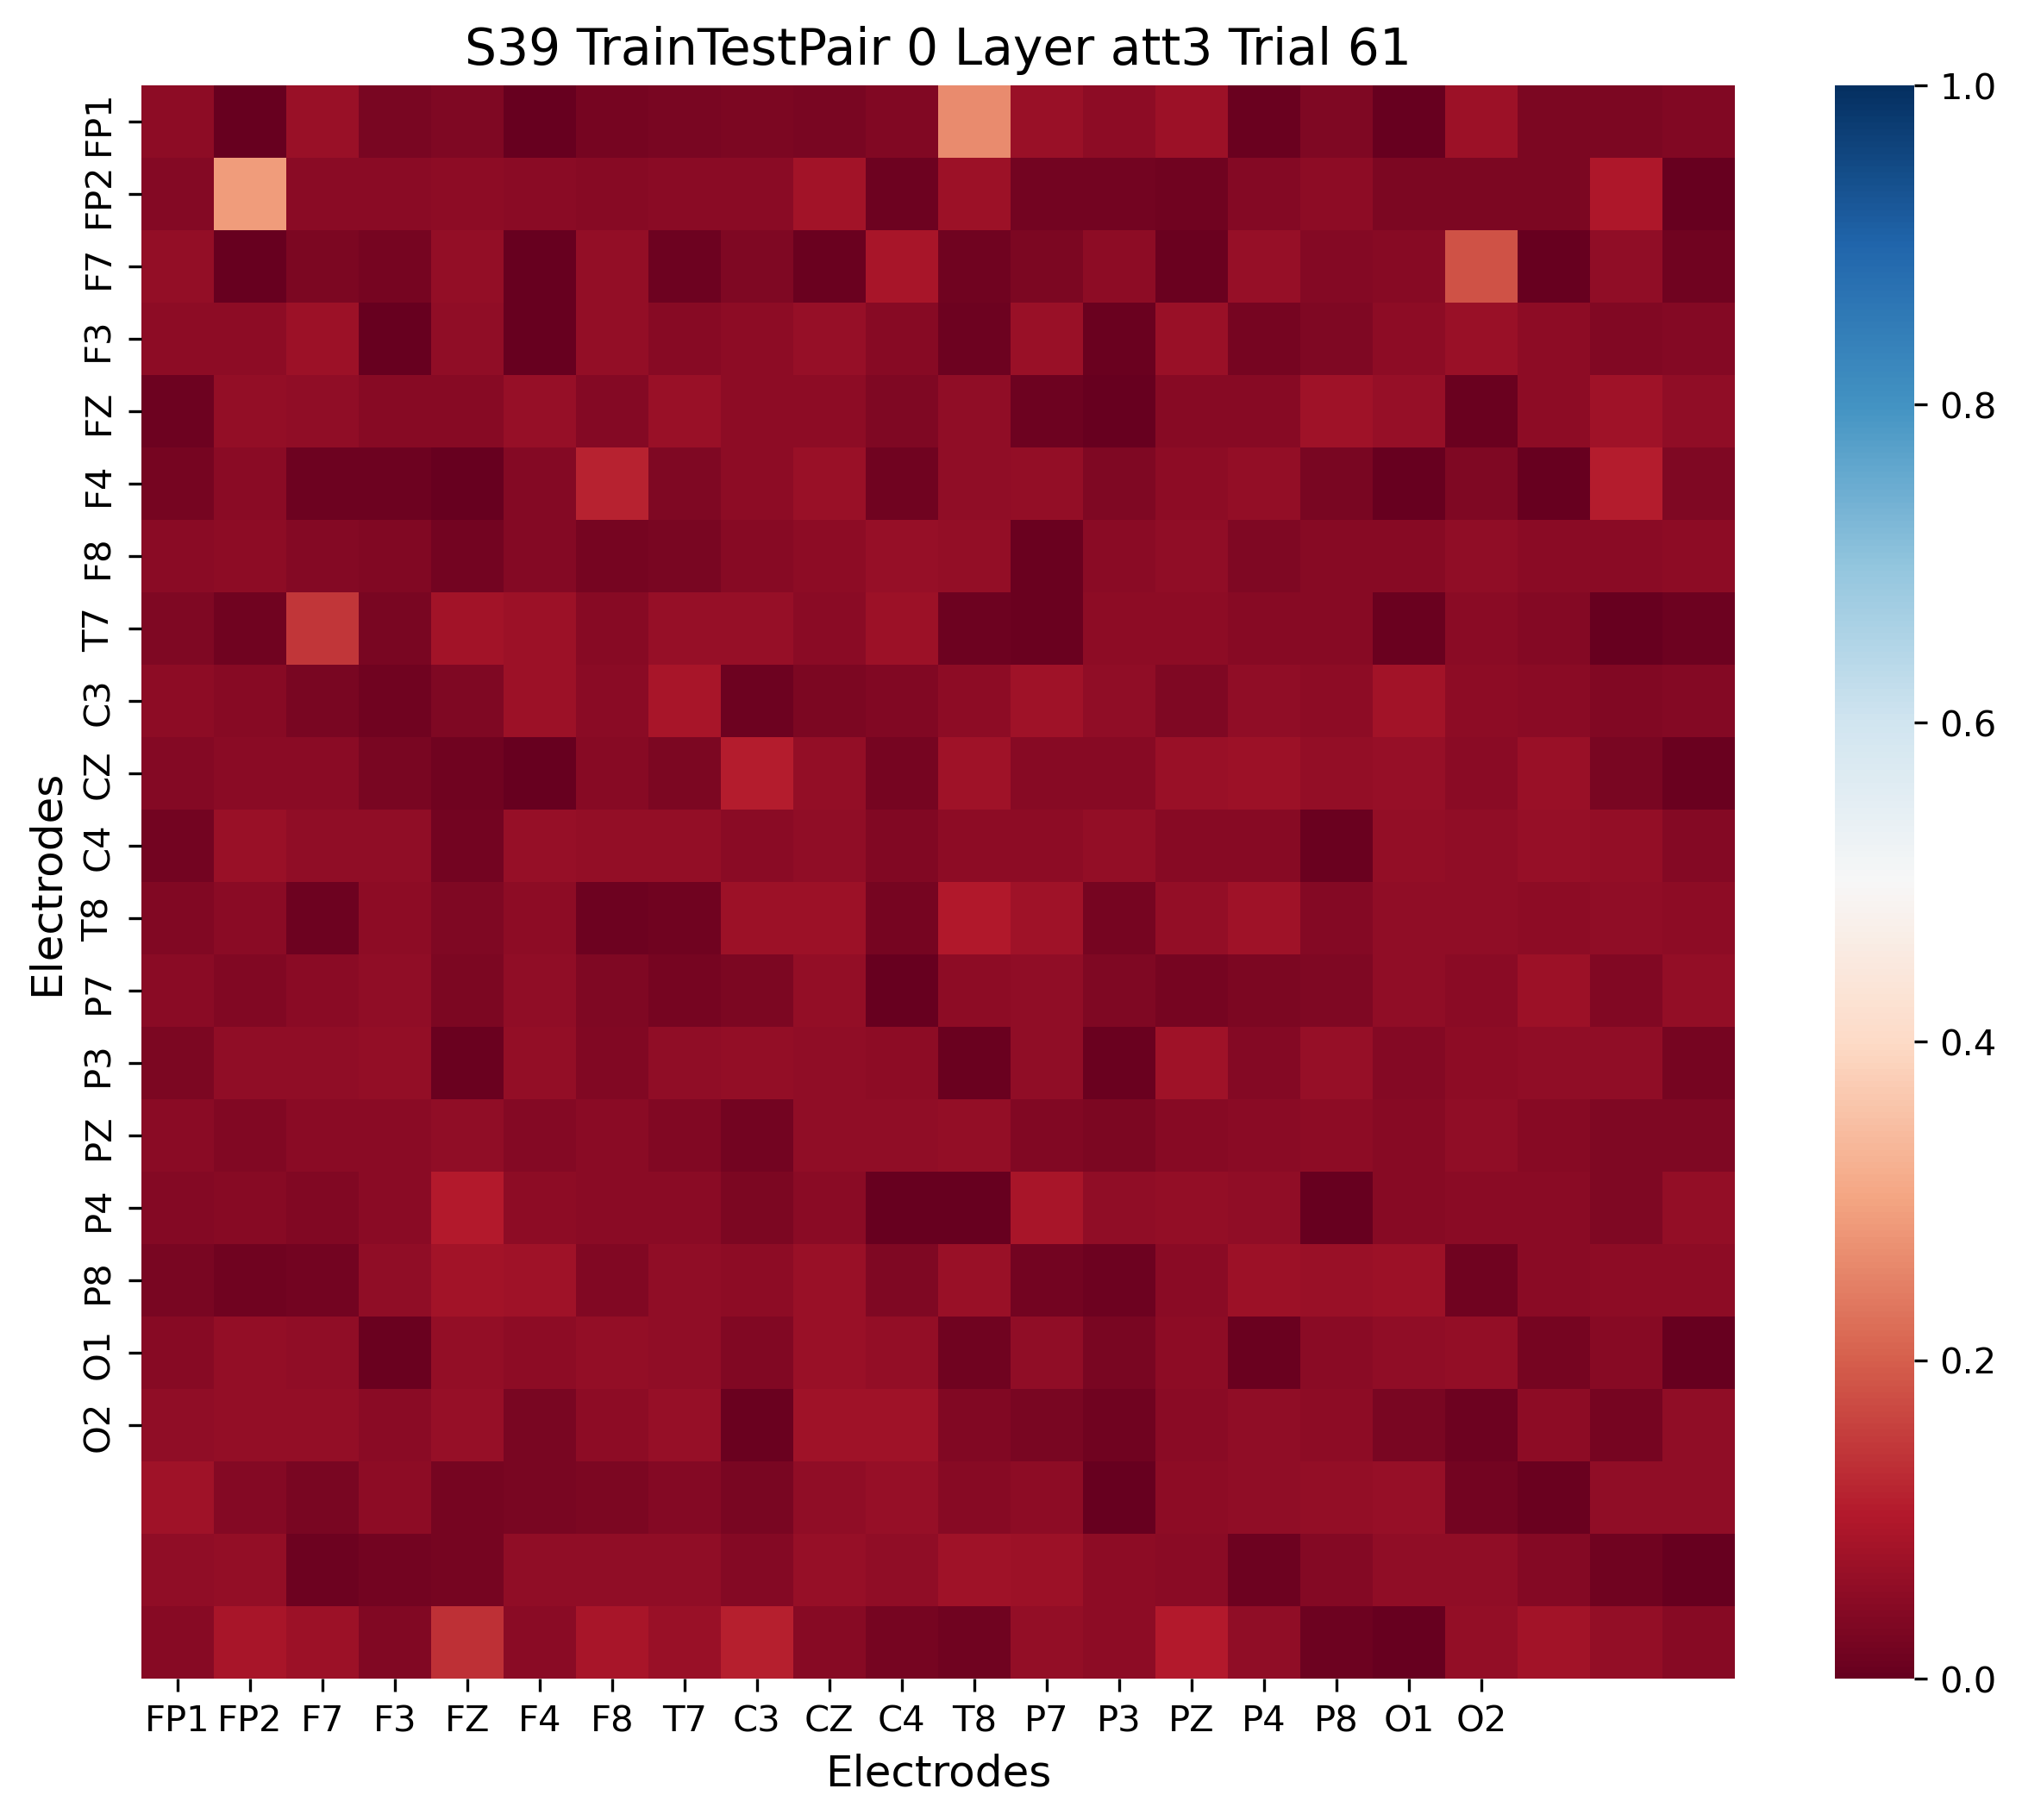 S39 TrainTestPair 0 Layer att3 Trial 61
Electrodes
FP1
FP2
F7
F3
FZ
F4
F8
T7
C3
CZ
C4
T8
P7
P3
PZ
P4
P8
O1
O2
FP1 FP2 F7 F3 FZ F4 F8 T7 C3 CZ C4 T8 P7 P3 PZ P4 P8 O1 O2
Electrodes
1.0
0.8
0.6
0.4
0.2
0.0